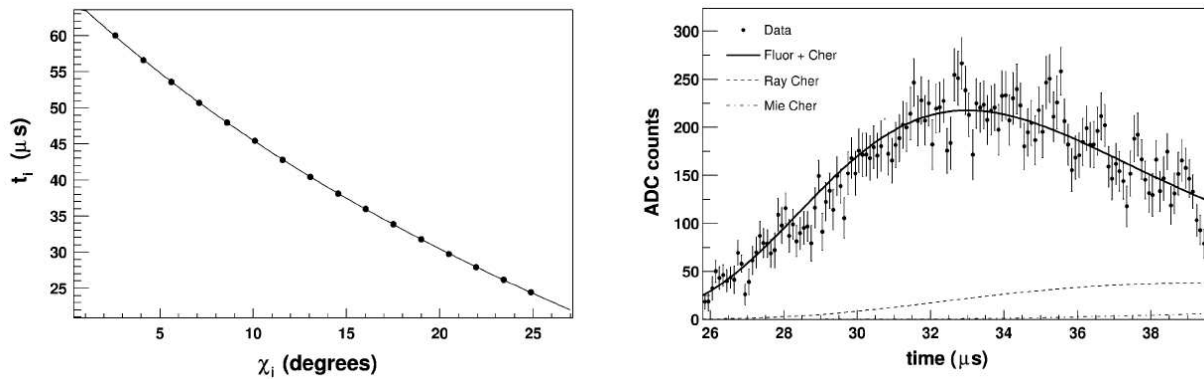 60
55
50
45
40
35
30
25
t_i (μs)
5 10 15 20 25
χ_i (degrees)
300
250
200
150
100
50
0
ADC counts
Data
Fluor + Cher
Ray Cher
Mie Cher
26 28 30 32 34 36 38
time (μs)